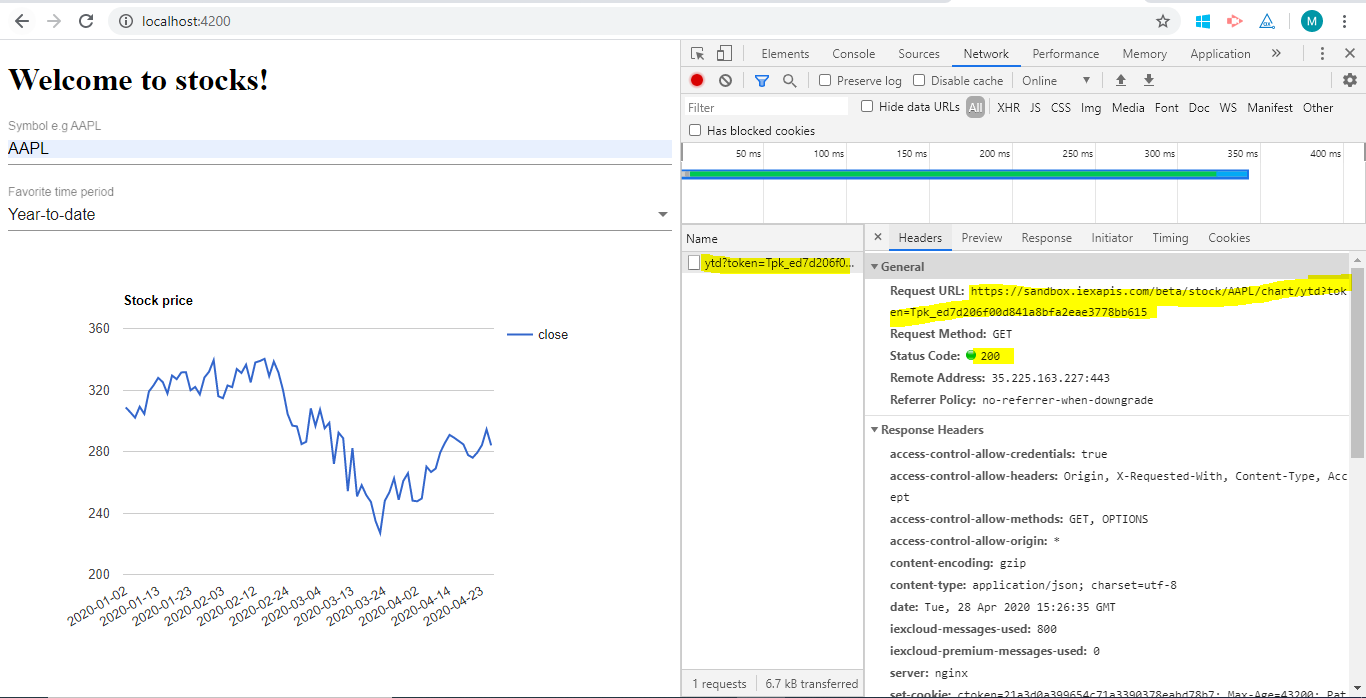 localhost:4200
M
Welcome to stocks!
Symbol e.g AAPL
AAPL
Favorite time period
Year-to-date
Stock price
360
320
280
240
200
close
2020-01-02
2020-01-13
2020-01-23
2020-02-03
2020-02-12
2020-02-24
2020-03-04
2020-03-13
2020-03-24
2020-04-02
2020-04-14
2020-04-23
Elements Console Sources Network Performance Memory Application »
Preserve log Disable cache Online
Filter Hide data URLs All XHR JS CSS Img Media Font Doc WS Manifest Other
Has blocked cookies
50 ms 100 ms 150 ms 200 ms 250 ms 300 ms 350 ms 400 ms
Name
ytd?token=Tpk_ed7d206f0...
1 requests 6.7 kB transferred
× Headers Preview Response Initiator Timing Cookies
General
Request URL: https://sandbox.iexapis.com/beta/stock/AAPL/chart/ytd?tok
en=Tpk_ed7d206f00d841a8bfa2eae3778bb615
Request Method: GET
Status Code: 200
Remote Address: 35.225.163.227:443
Referrer Policy: no-referrer-when-downgrade
Response Headers
access-control-allow-credentials: true
access-control-allow-headers: Origin, X-Requested-With, Content-Type, Acc
ept
access-control-allow-methods: GET, OPTIONS
access-control-allow-origin: *
content-encoding: gzip
content-type: application/json; charset=utf-8
date: Tue, 28 Apr 2020 15:26:35 GMT
iexcloud-messages-used: 800
iexcloud-premium-messages-used: 0
server: nginx
set-cookie: ctoken=21a3d0a399654c71a3390378eabd78b7; Max-Age=43200; Pat